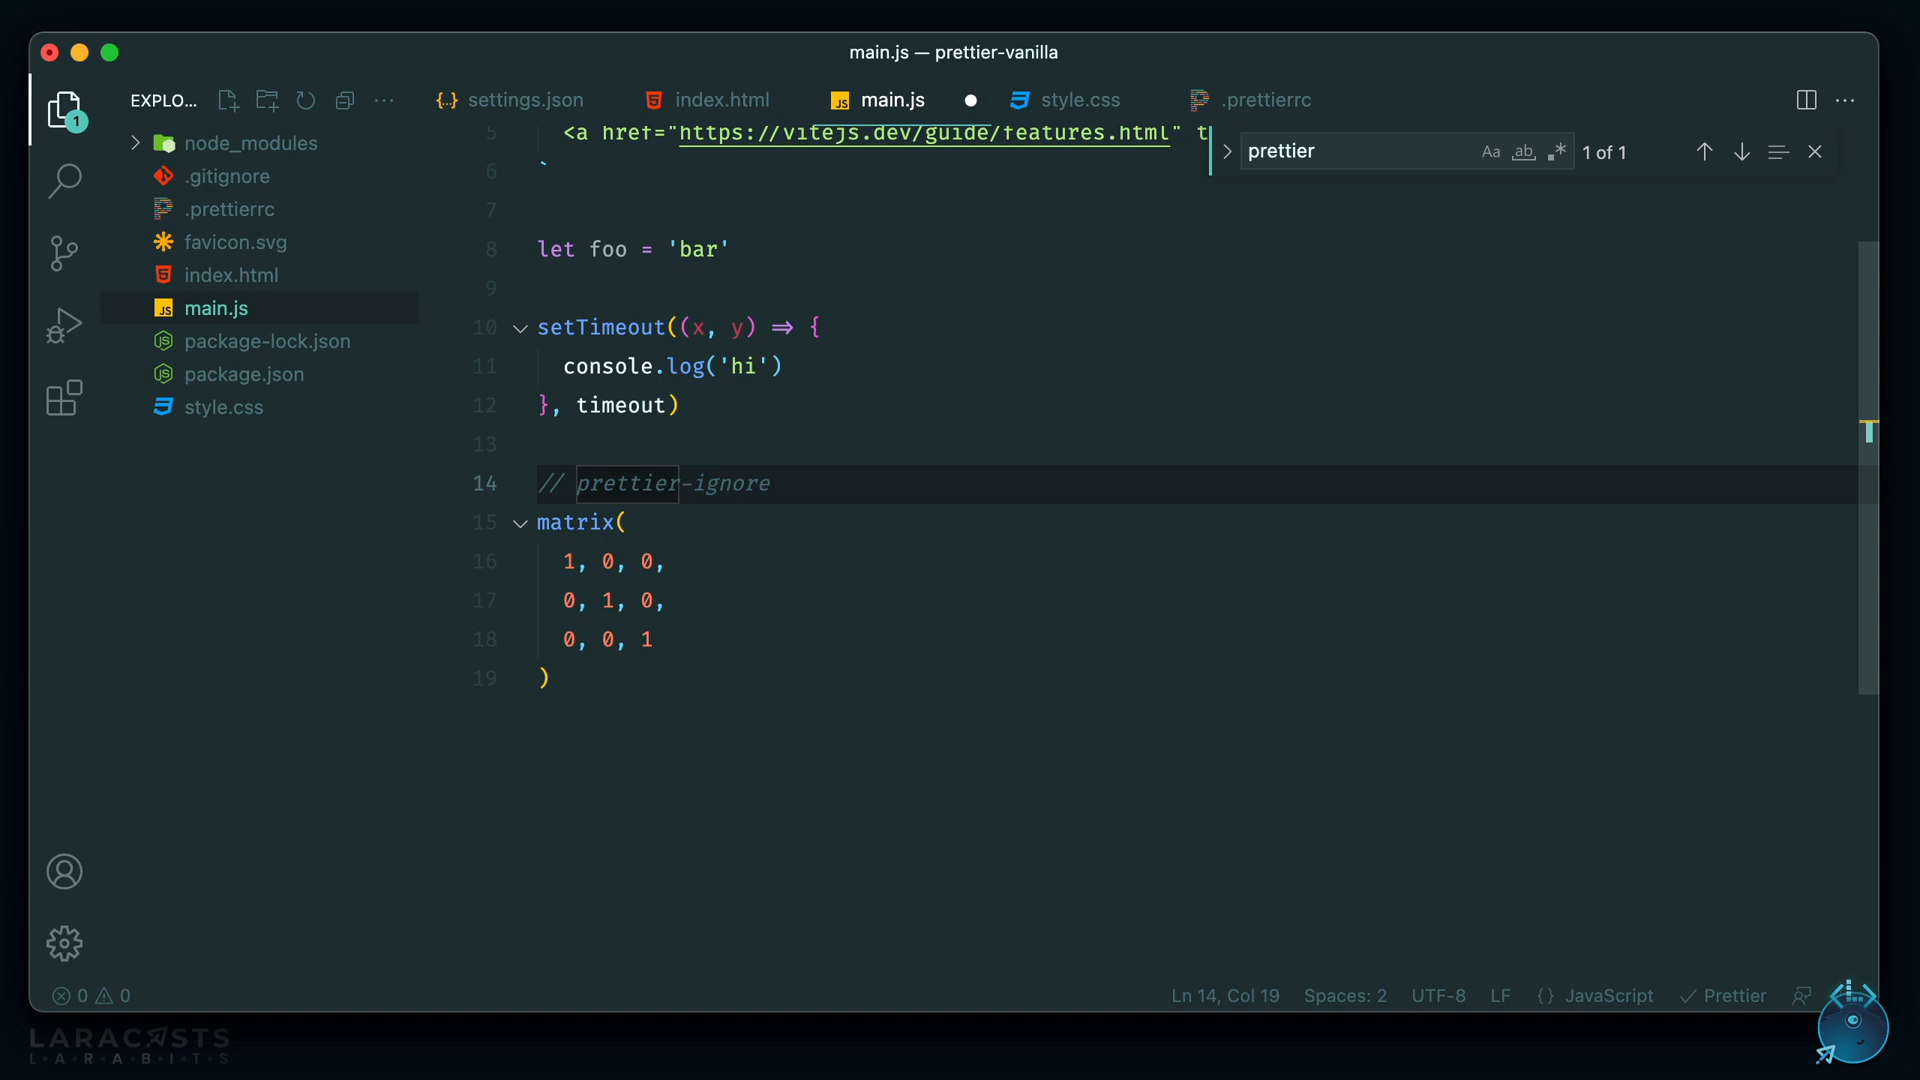 main.js — prettier-vanilla
EXPLO...
settings.json
index.html
main.js
style.css
.prettierrc
1
node_modules
.gitignore
.prettierrc
favicon.svg
index.html
main.js
package-lock.json
package.json
style.css
prettier
Aa
ab
1 of 1
5 <a href="https://vitejs.dev/guide/features.html" t
6 `
7
8 let foo = 'bar'
9
10 setTimeout((x, y) => {
11 console.log('hi')
12 }, timeout)
13
14 // prettier-ignore
15 matrix(
16 1, 0, 0,
17 0, 1, 0,
18 0, 0, 1
19 )
0 0
Ln 14, Col 19
Spaces: 2
UTF-8
LF
{} JavaScript
Prettier
LARACASTS
LARABITS